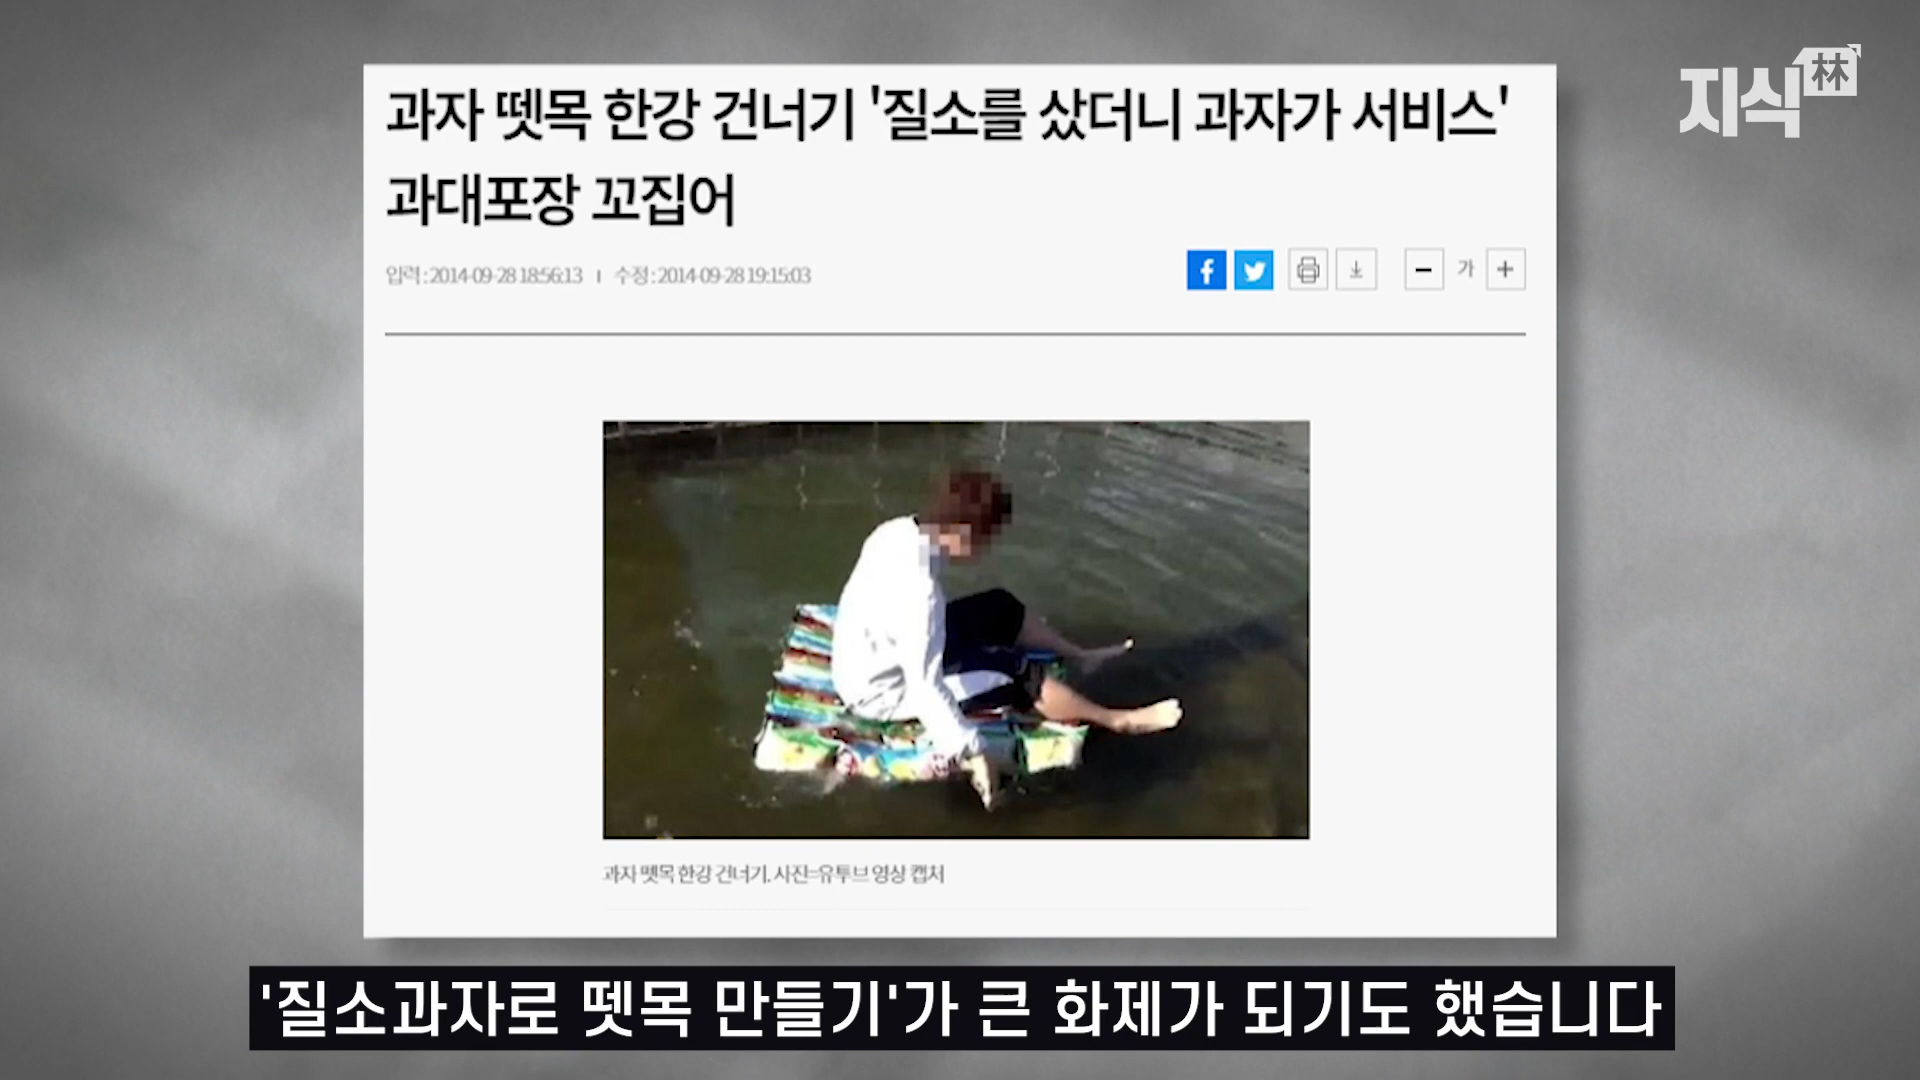 지식林
과자 뗏목 한강 건너기 '질소를 샀더니 과자가 서비스'
과대포장 꼬집어
입력 : 2014-09-28 18:56:13 | 수정 : 2014-09-28 19:15:03
가
과자 뗏목 한강 건너기. 사진=유투브 영상 캡처
'질소과자로 뗏목 만들기'가 큰 화제가 되기도 했습니다